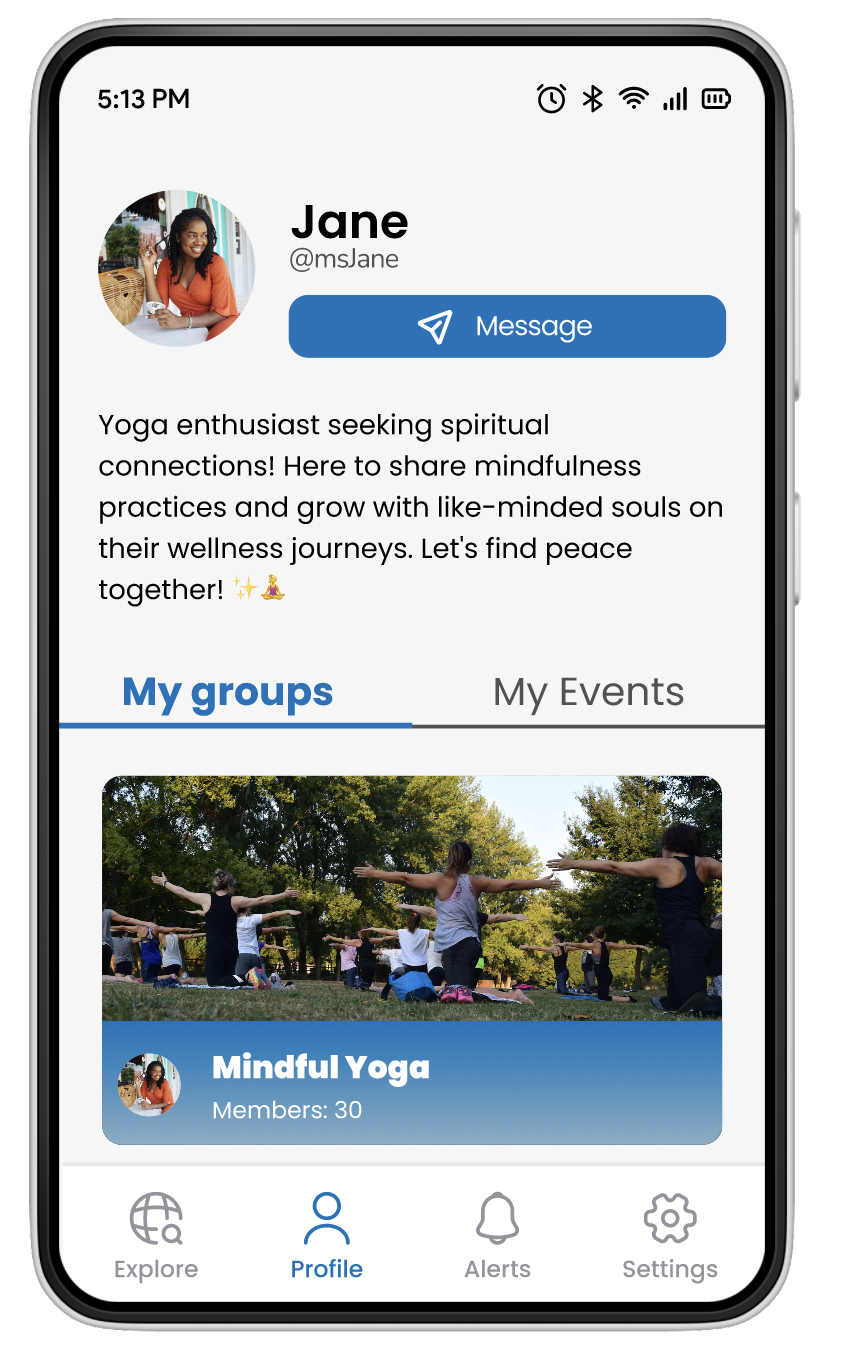 5:13 PM
Jane
@msJane
Message
Yoga enthusiast seeking spiritual
connections! Here to share mindfulness
practices and grow with like-minded souls on
their wellness journeys. Let's find peace
together! ✨🧘‍♀️
My groups
My Events
Mindful Yoga
Members: 30
Explore
Profile
Alerts
Settings